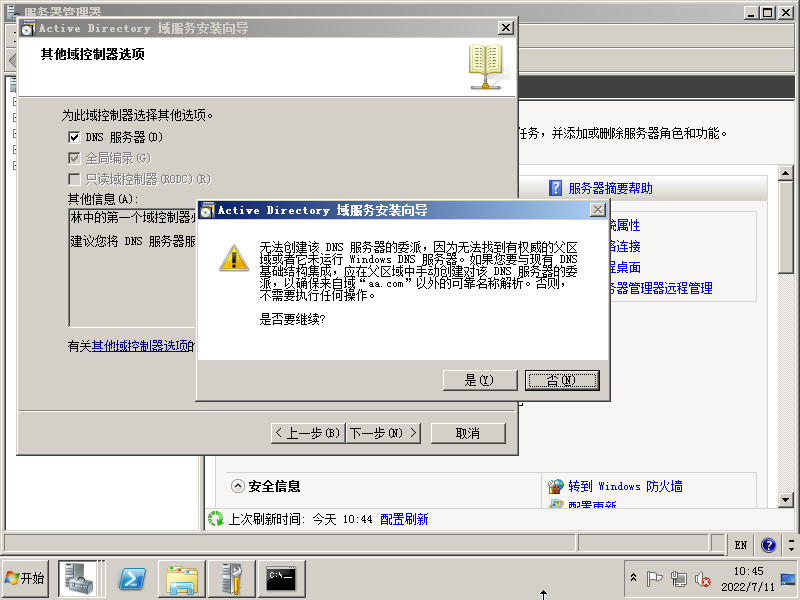 服务器管理器
Active Directory 域服务安装向导
其他域控制器选项
为此域控制器选择其他选项。
DNS 服务器(D)
全局编录(G)
只读域控制器(RODC)(R)
其他信息(A):
林中的第一个域控制器
建议您将 DNS 服务器服
有关其他域控制器选项的
< 上一步(B)
下一步(N) >
取消
Active Directory 域服务安装向导
无法创建该 DNS 服务器的委派，因为无法找到有权威的父区
域或者它未运行 Windows DNS 服务器。如果您要与现有 DNS
基础结构集成，应在父区域中手动创建对该 DNS 服务器的委
派，以确保来自域“aa.com”以外的可靠名称解析。否则，
不需要执行任何操作。
是否要继续?
是(Y)
否(N)
任务，并添加或删除服务器角色和功能。
服务器摘要帮助
属性
连接
桌面
务器管理器远程管理
安全信息
转到 Windows 防火墙
配置更新
上次刷新时间: 今天 10:44 配置刷新
EN
开始
10:45
2022/7/11